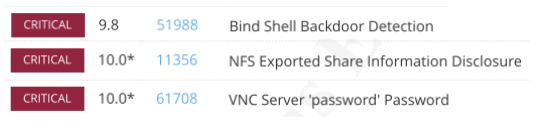 CRITICAL 9.8 51988 Bind Shell Backdoor Detection
CRITICAL 10.0* 11356 NFS Exported Share Information Disclosure
CRITICAL 10.0* 61708 VNC Server 'password' Password